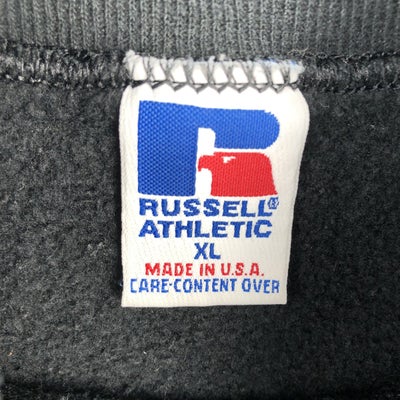 RUSSELL®
ATHLETIC
XL
MADE IN U.S.A.
CARE-CONTENT OVER